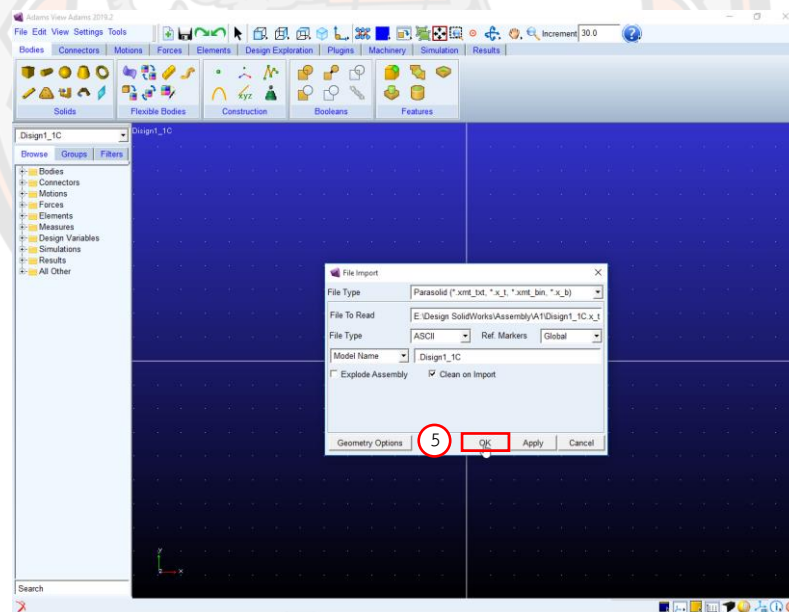 Adams View Adams 2019.2
File Edit View Settings Tools
Increment 30.0
Bodies Connectors Motions Forces Elements Design Exploration Plugins Machinery Simulation Results
Solids Flexible Bodies Construction Booleans Features
.Disign1_1C
Disign1_1C
Browse Groups Filters
Bodies
Connectors
Motions
Forces
Elements
Measures
Design Variables
Simulations
Results
All Other
File Import
File Type Parasolid (*.xmt_txt, *.x_t, *.xmt_bin, *.x_b)
File To Read E:\Design SolidWorks\Assembly\A1\Disign1_1C.x_t
File Type ASCII Ref. Markers Global
Model Name .Disign1_1C
Explode Assembly Clean on Import
Geometry Options 5 OK Apply Cancel
y
z x
Search